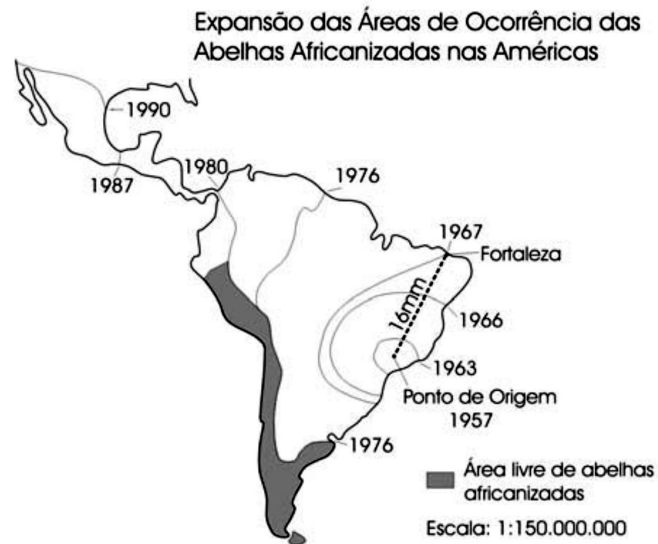 Expansão das Áreas de Ocorrência das
Abelhas Africanizadas nas Américas
1990
1987
1980
1976
1967
Fortaleza
16mm
1966
1963
Ponto de Origem
1957
1976
Área livre de abelhas
africanizadas
Escala: 1:150.000.000